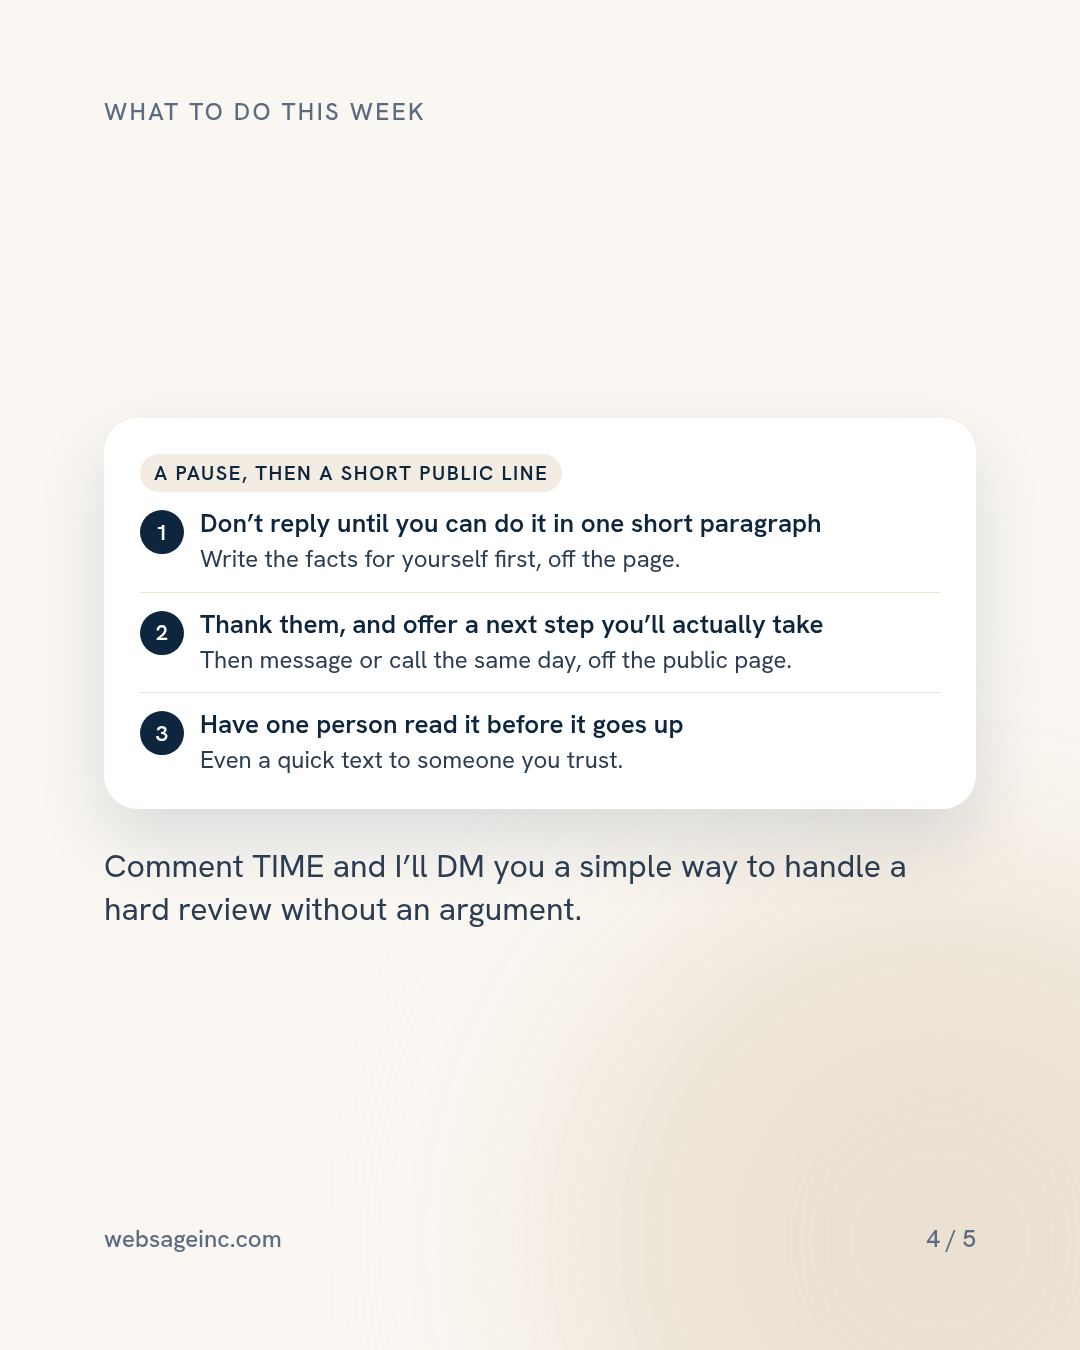 WHAT TO DO THIS WEEK
A PAUSE, THEN A SHORT PUBLIC LINE
1
Don’t reply until you can do it in one short paragraph
Write the facts for yourself first, off the page.
2
Thank them, and offer a next step you’ll actually take
Then message or call the same day, off the public page.
3
Have one person read it before it goes up
Even a quick text to someone you trust.
Comment TIME and I’ll DM you a simple way to handle a
hard review without an argument.
websageinc.com
4 / 5